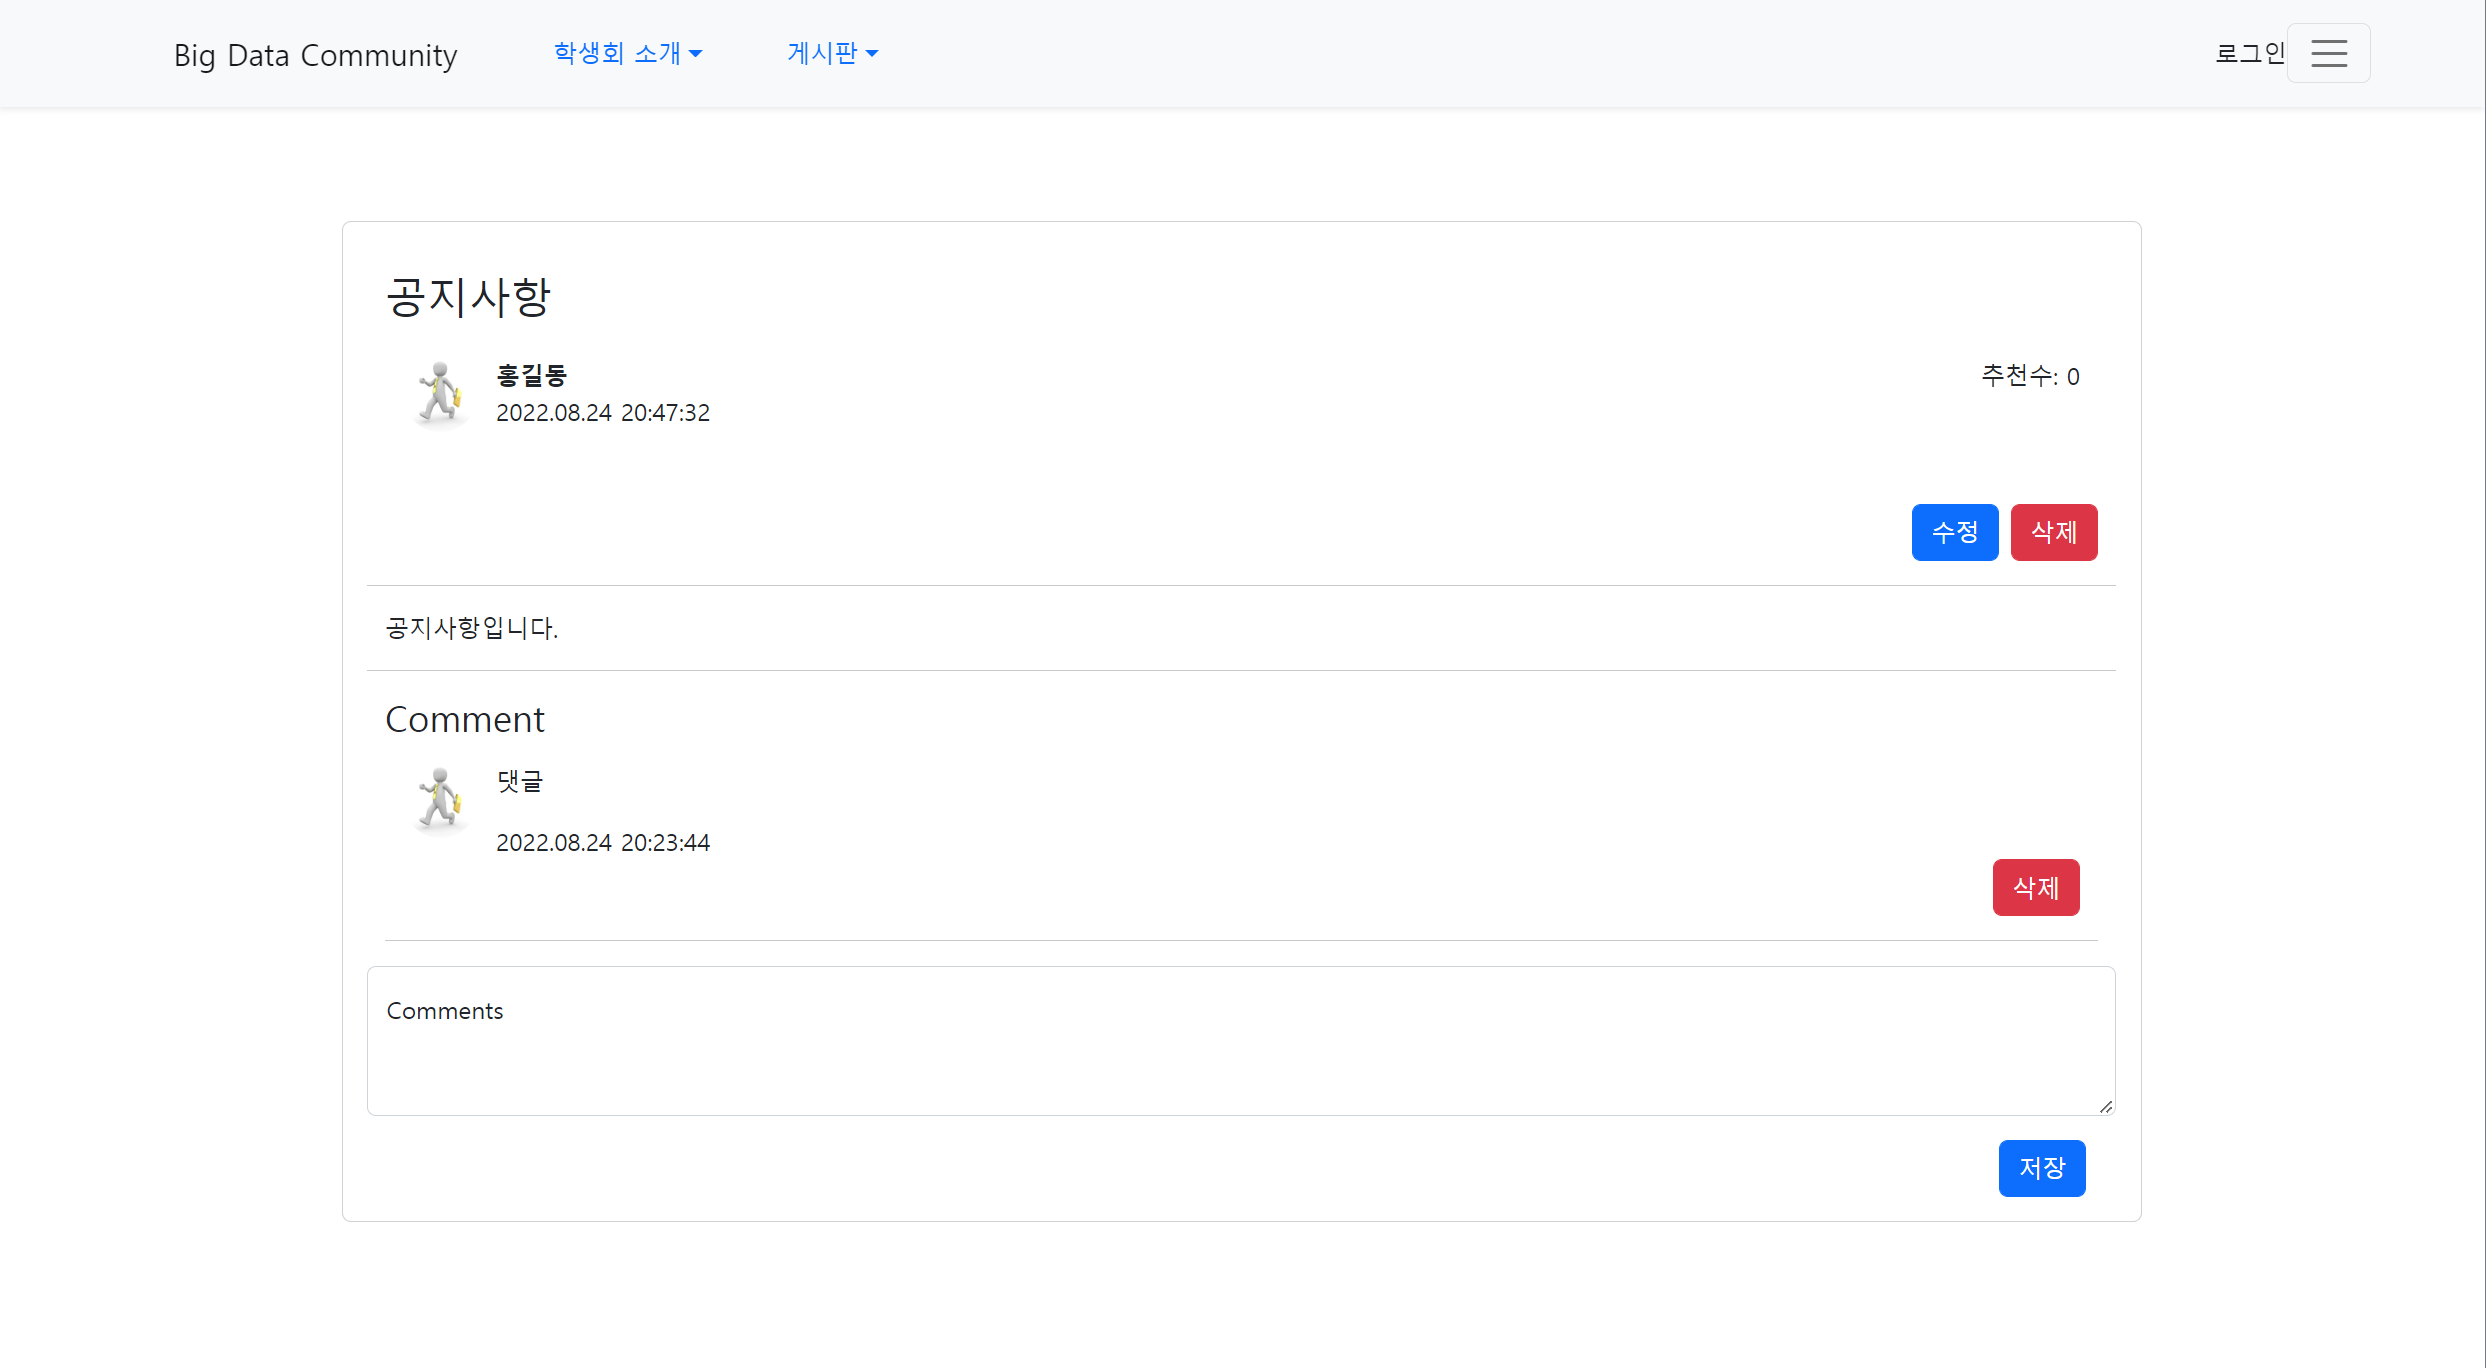 Big Data Community 학생회 소개 게시판 로그인
공지사항
홍길동 추천수: 0
2022.08.24 20:47:32
수정 삭제
공지사항입니다.
Comment
댓글
2022.08.24 20:23:44
삭제
Comments
저장